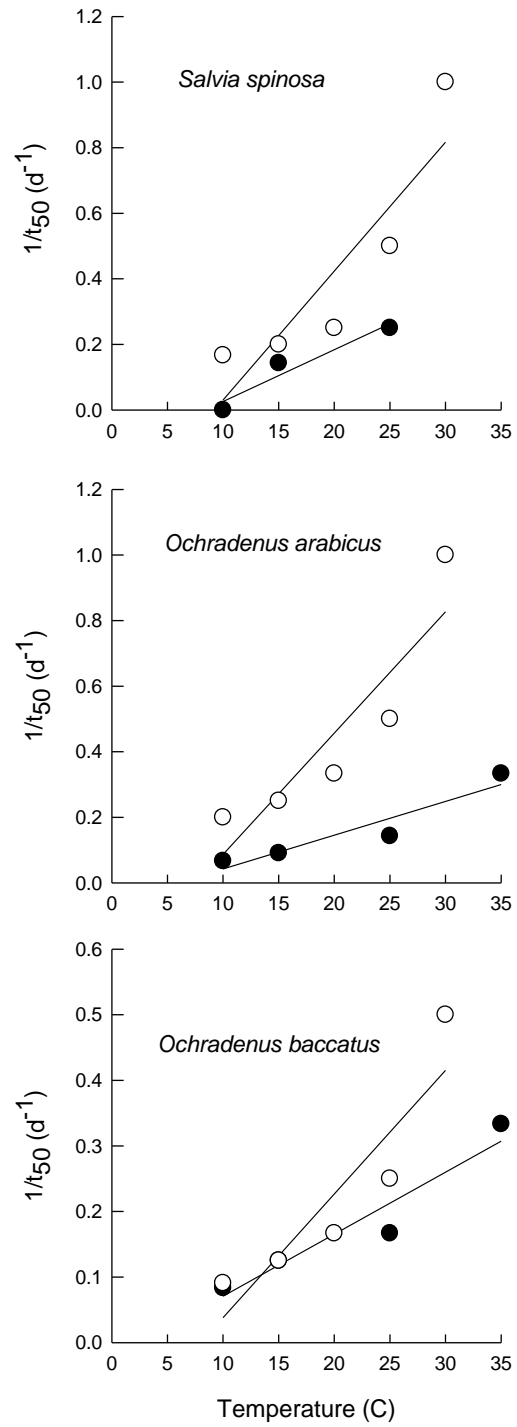 1.2
Salvia spinosa
1.0
0.8
0.6
0.4
0.2
0.0
1/t50 (d-1)
0 5 10 15 20 25 30 35
1.2
Ochradenus arabicus
1.0
0.8
0.6
0.4
0.2
0.0
1/t50 (d-1)
0 5 10 15 20 25 30 35
0.6
0.5
Ochradenus baccatus
0.4
0.3
0.2
0.1
0.0
1/t50 (d-1)
0 5 10 15 20 25 30 35
Temperature (C)